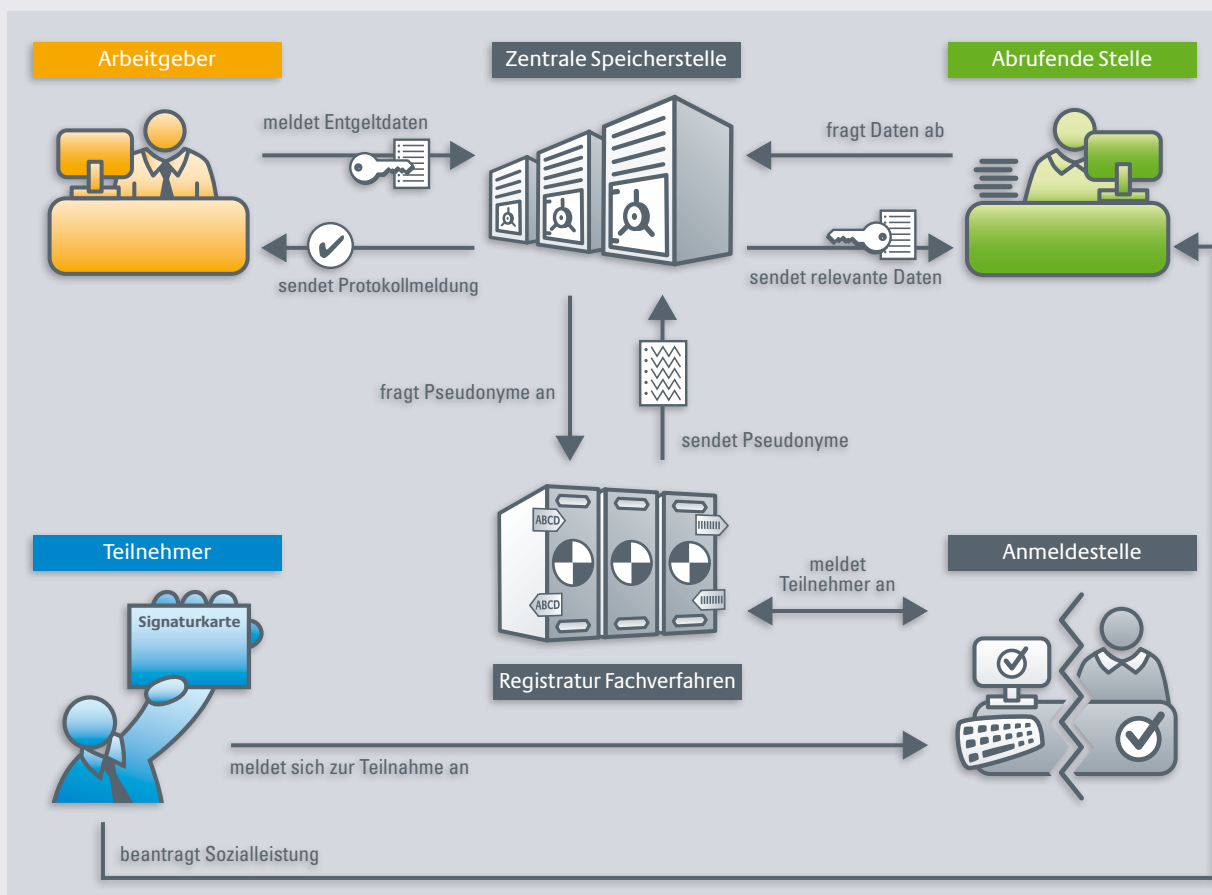 Arbeitgeber
Zentrale Speicherstelle
Abrufende Stelle
meldet Entgeltdaten
fragt Daten ab
sendet Protokollmeldung
sendet relevante Daten
fragt Pseudonyme an
sendet Pseudonyme
ABCD
ABCD
Teilnehmer
Anmeldestelle
meldet
Teilnehmer an
Signaturkarte
Registratur Fachverfahren
meldet sich zur Teilnahme an
beantragt Sozialleistung